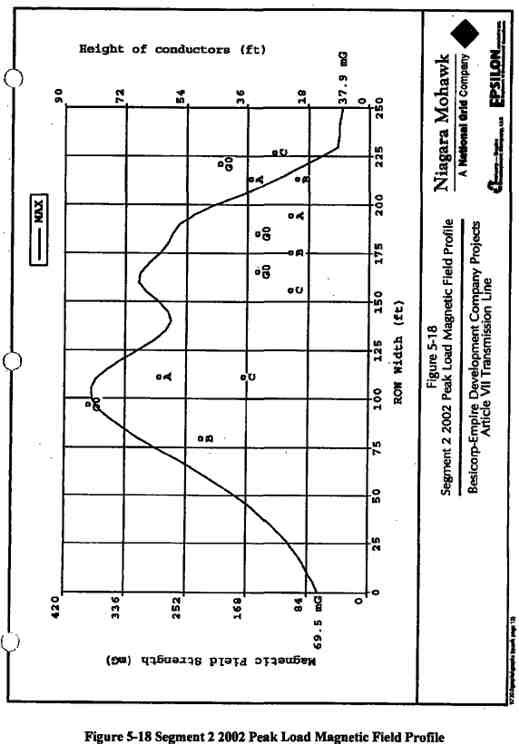 Height of conductors (ft)
90
72
54
36
18
37.9 mG
0
MAX
GO
A
B
C
GO
C
A
B
GO
A
GO
B
C
0
25
50
75
100
125
150
175
200
225
250
ROW Width (ft)
420
336
252
168
84
69.5 mG
0
Magnetic Field Strength (mG)
Figure 5-18
Segment 2 2002 Peak Load Magnetic Field Profile
Besicorp-Empire Development Company Projects
Article VII Transmission Line
Niagara Mohawk
A National Grid Company
EPSILON
Figure 5-18 Segment 2 2002 Peak Load Magnetic Field Profile